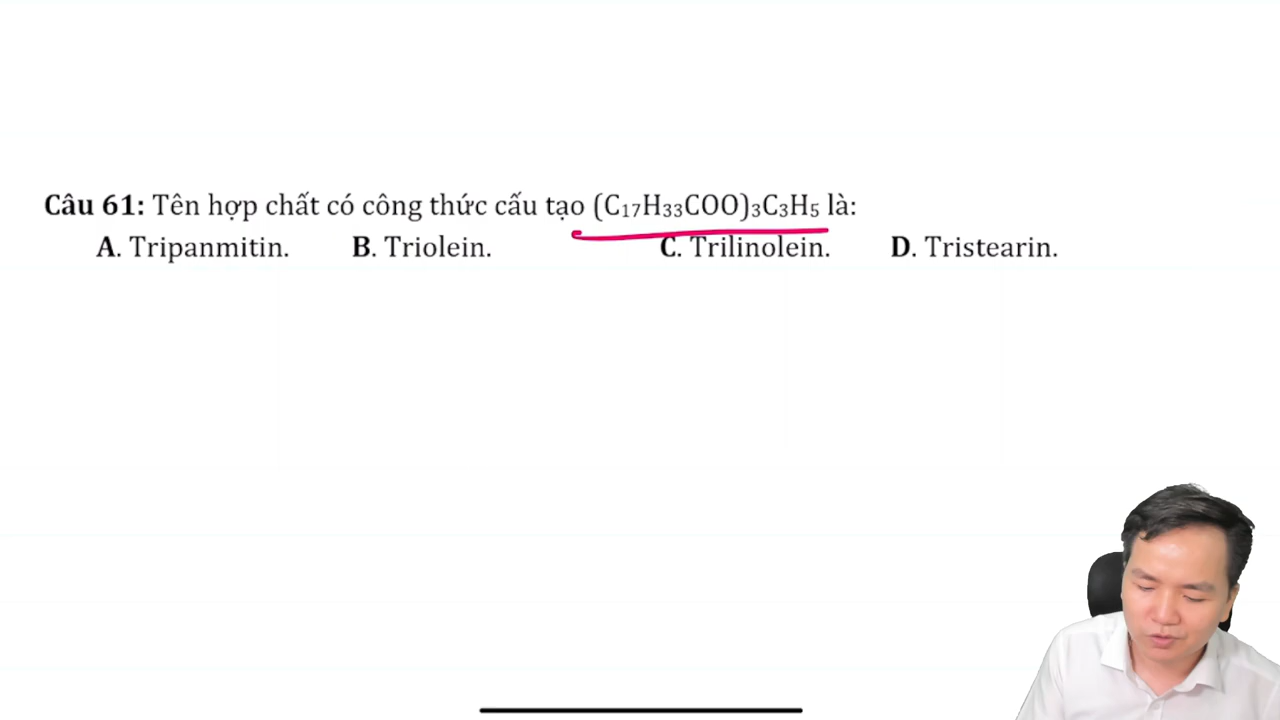 Câu 61: Tên hợp chất có công thức cấu tạo (C₁₇H₃₃COO)₃C₃H₅ là:
A. Tripanmitin. B. Triolein. C. Trilinolein. D. Tristearin.